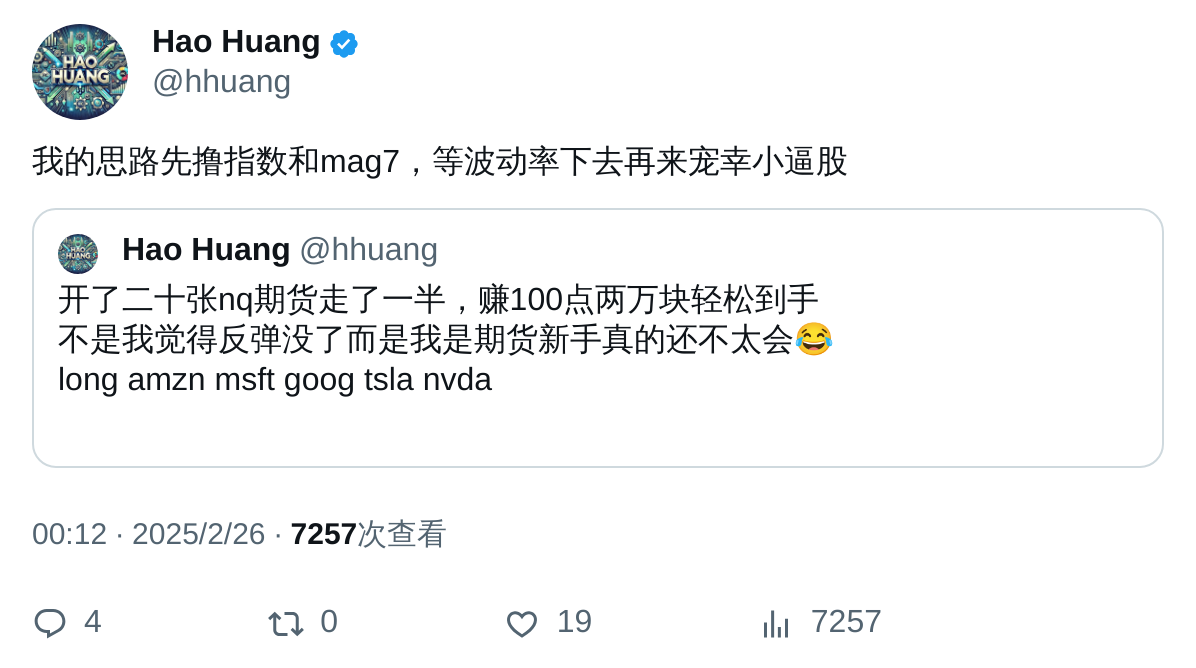 HAO
HUANG
Hao Huang
@hhuang
我的思路先撸指数和mag7，等波动率下去再来宠幸小逼股
HAO
HUANG
Hao Huang @hhuang
开了二十张nq期货走了一半，赚100点两万块轻松到手
不是我觉得反弹没了而是我是期货新手真的还不太会😂
long amzn msft goog tsla nvda
00:12 · 2025/2/26 · 7257次查看
4 0 19 7257